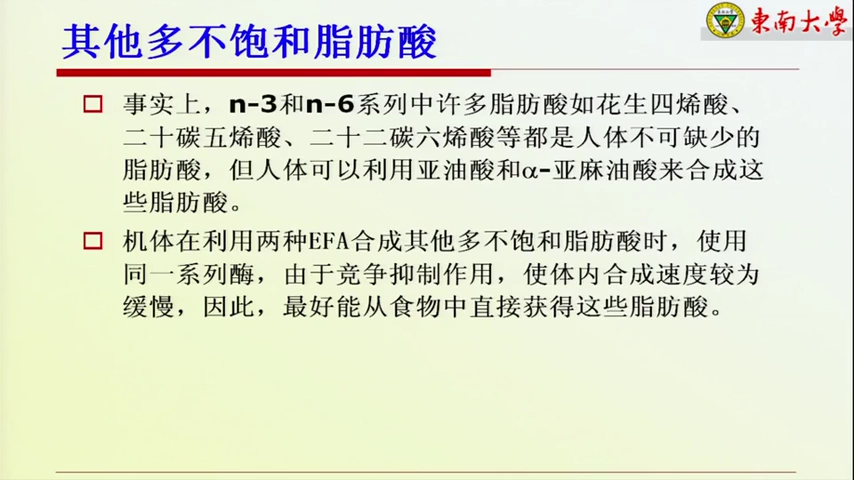 其他多不饱和脂肪酸
東南大學
事实上，n-3和n-6系列中许多脂肪酸如花生四烯酸、
二十碳五烯酸、二十二碳六烯酸等都是人体不可缺少的
脂肪酸，但人体可以利用亚油酸和α-亚麻油酸来合成这
些脂肪酸。
机体在利用两种EFA合成其他多不饱和脂肪酸时，使用
同一系列酶，由于竞争抑制作用，使体内合成速度较为
缓慢，因此，最好能从食物中直接获得这些脂肪酸。